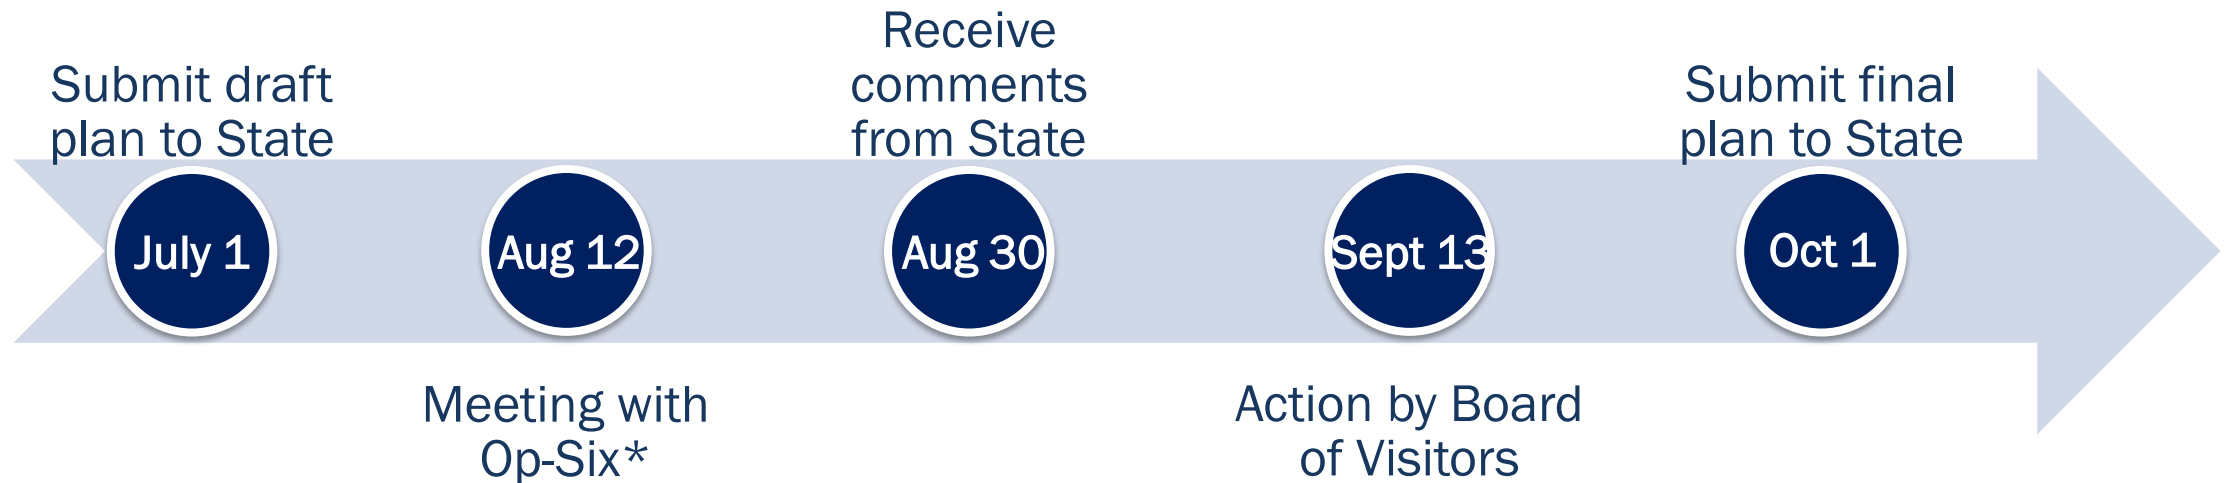 Submit draft
plan to State
July 1
Aug 12
Meeting with
Op-Six*
Receive
comments
from State
Aug 30
Sept 13
Action by Board
of Visitors
Submit final
plan to State
Oct 1